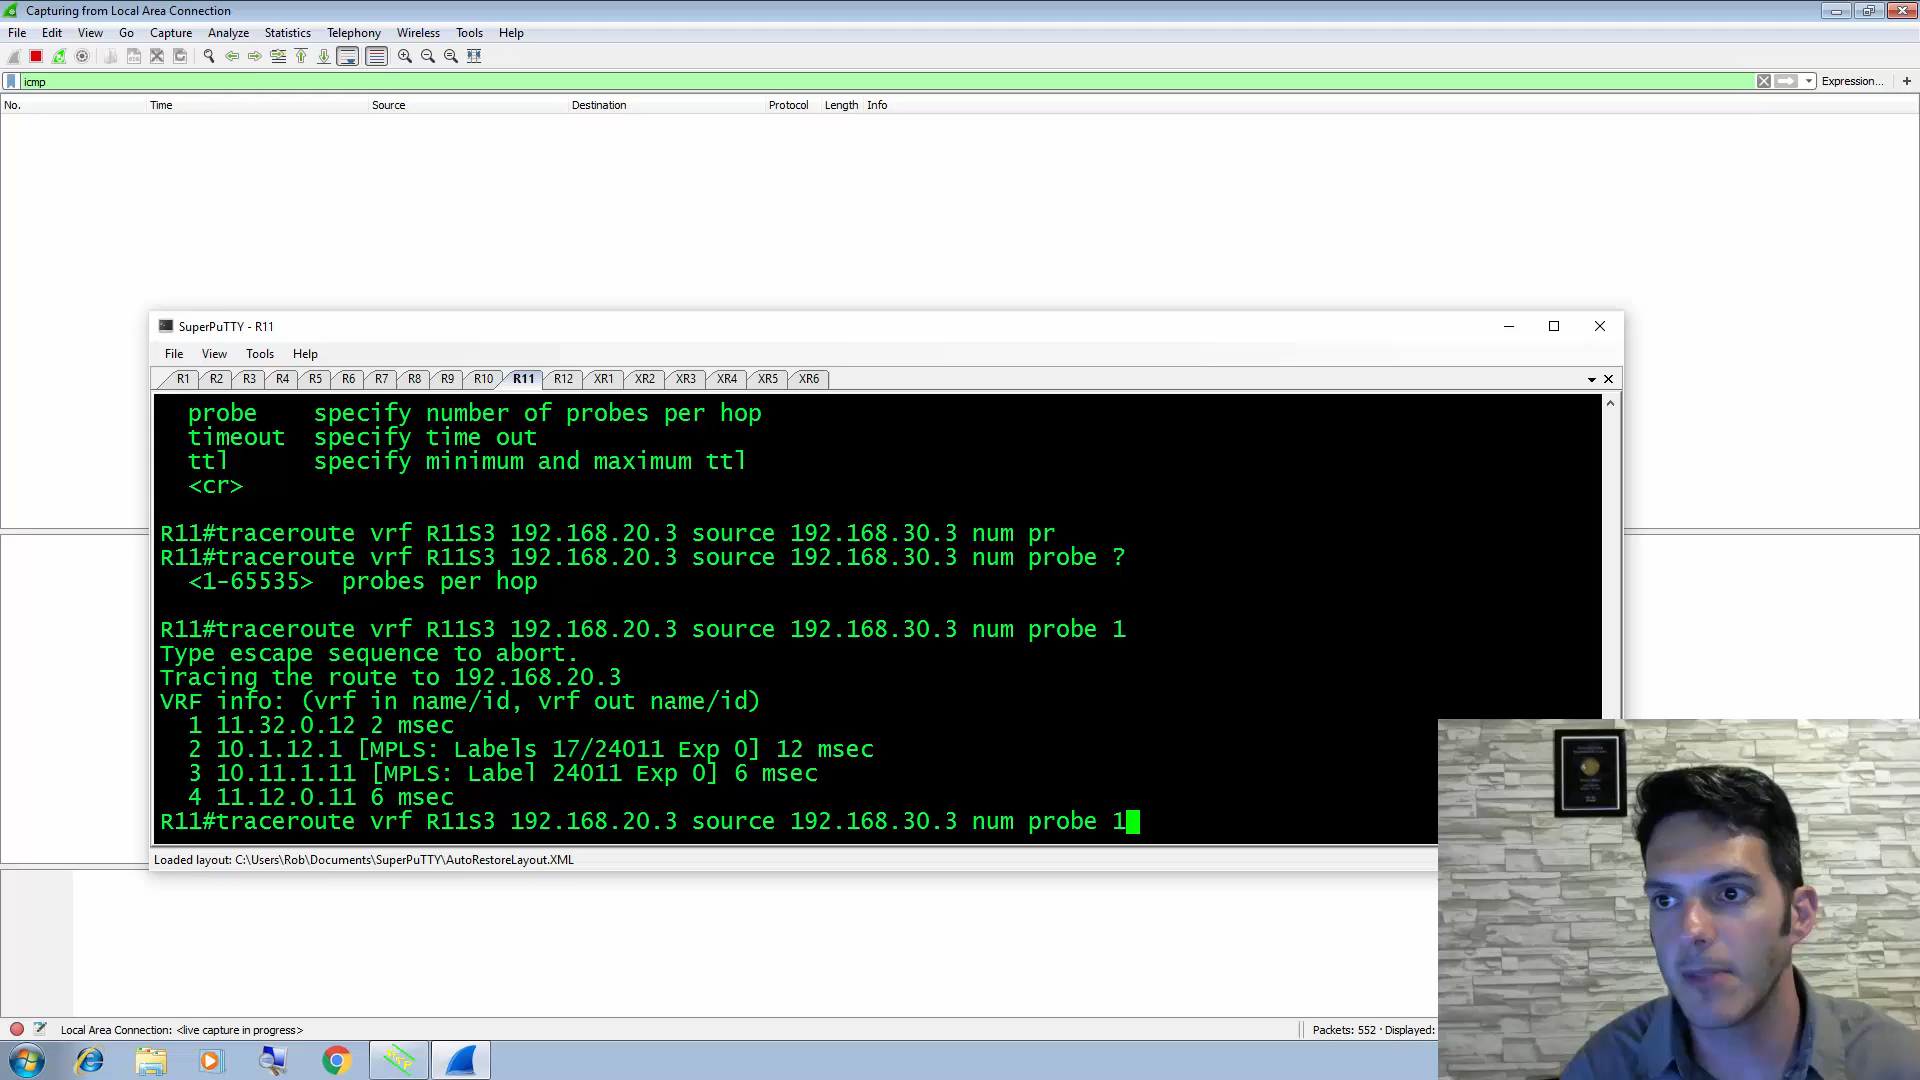 Capturing from Local Area Connection
File Edit View Go Capture Analyze Statistics Telephony Wireless Tools Help
icmp
Expression...
No. Time Source Destination Protocol Length Info
SuperPuTTY - R11
File View Tools Help
R1 R2 R3 R4 R5 R6 R7 R8 R9 R10 R11 R12 XR1 XR2 XR3 XR4 XR5 XR6
probe specify number of probes per hop
timeout specify time out
ttl specify minimum and maximum ttl
<cr>
R11#traceroute vrf R11S3 192.168.20.3 source 192.168.30.3 num pr
R11#traceroute vrf R11S3 192.168.20.3 source 192.168.30.3 num probe ?
<1-65535> probes per hop
R11#traceroute vrf R11S3 192.168.20.3 source 192.168.30.3 num probe 1
Type escape sequence to abort.
Tracing the route to 192.168.20.3
VRF info: (vrf in name/id, vrf out name/id)
1 11.32.0.12 2 msec
2 10.1.12.1 [MPLS: Labels 17/24011 Exp 0] 12 msec
3 10.11.1.11 [MPLS: Label 24011 Exp 0] 6 msec
4 11.12.0.11 6 msec
R11#traceroute vrf R11S3 192.168.20.3 source 192.168.30.3 num probe 1
Loaded layout: C:\Users\Rob\Documents\SuperPuTTY\AutoRestoreLayout.XML
Local Area Connection: <live capture in progress>
Packets: 552 · Displayed: